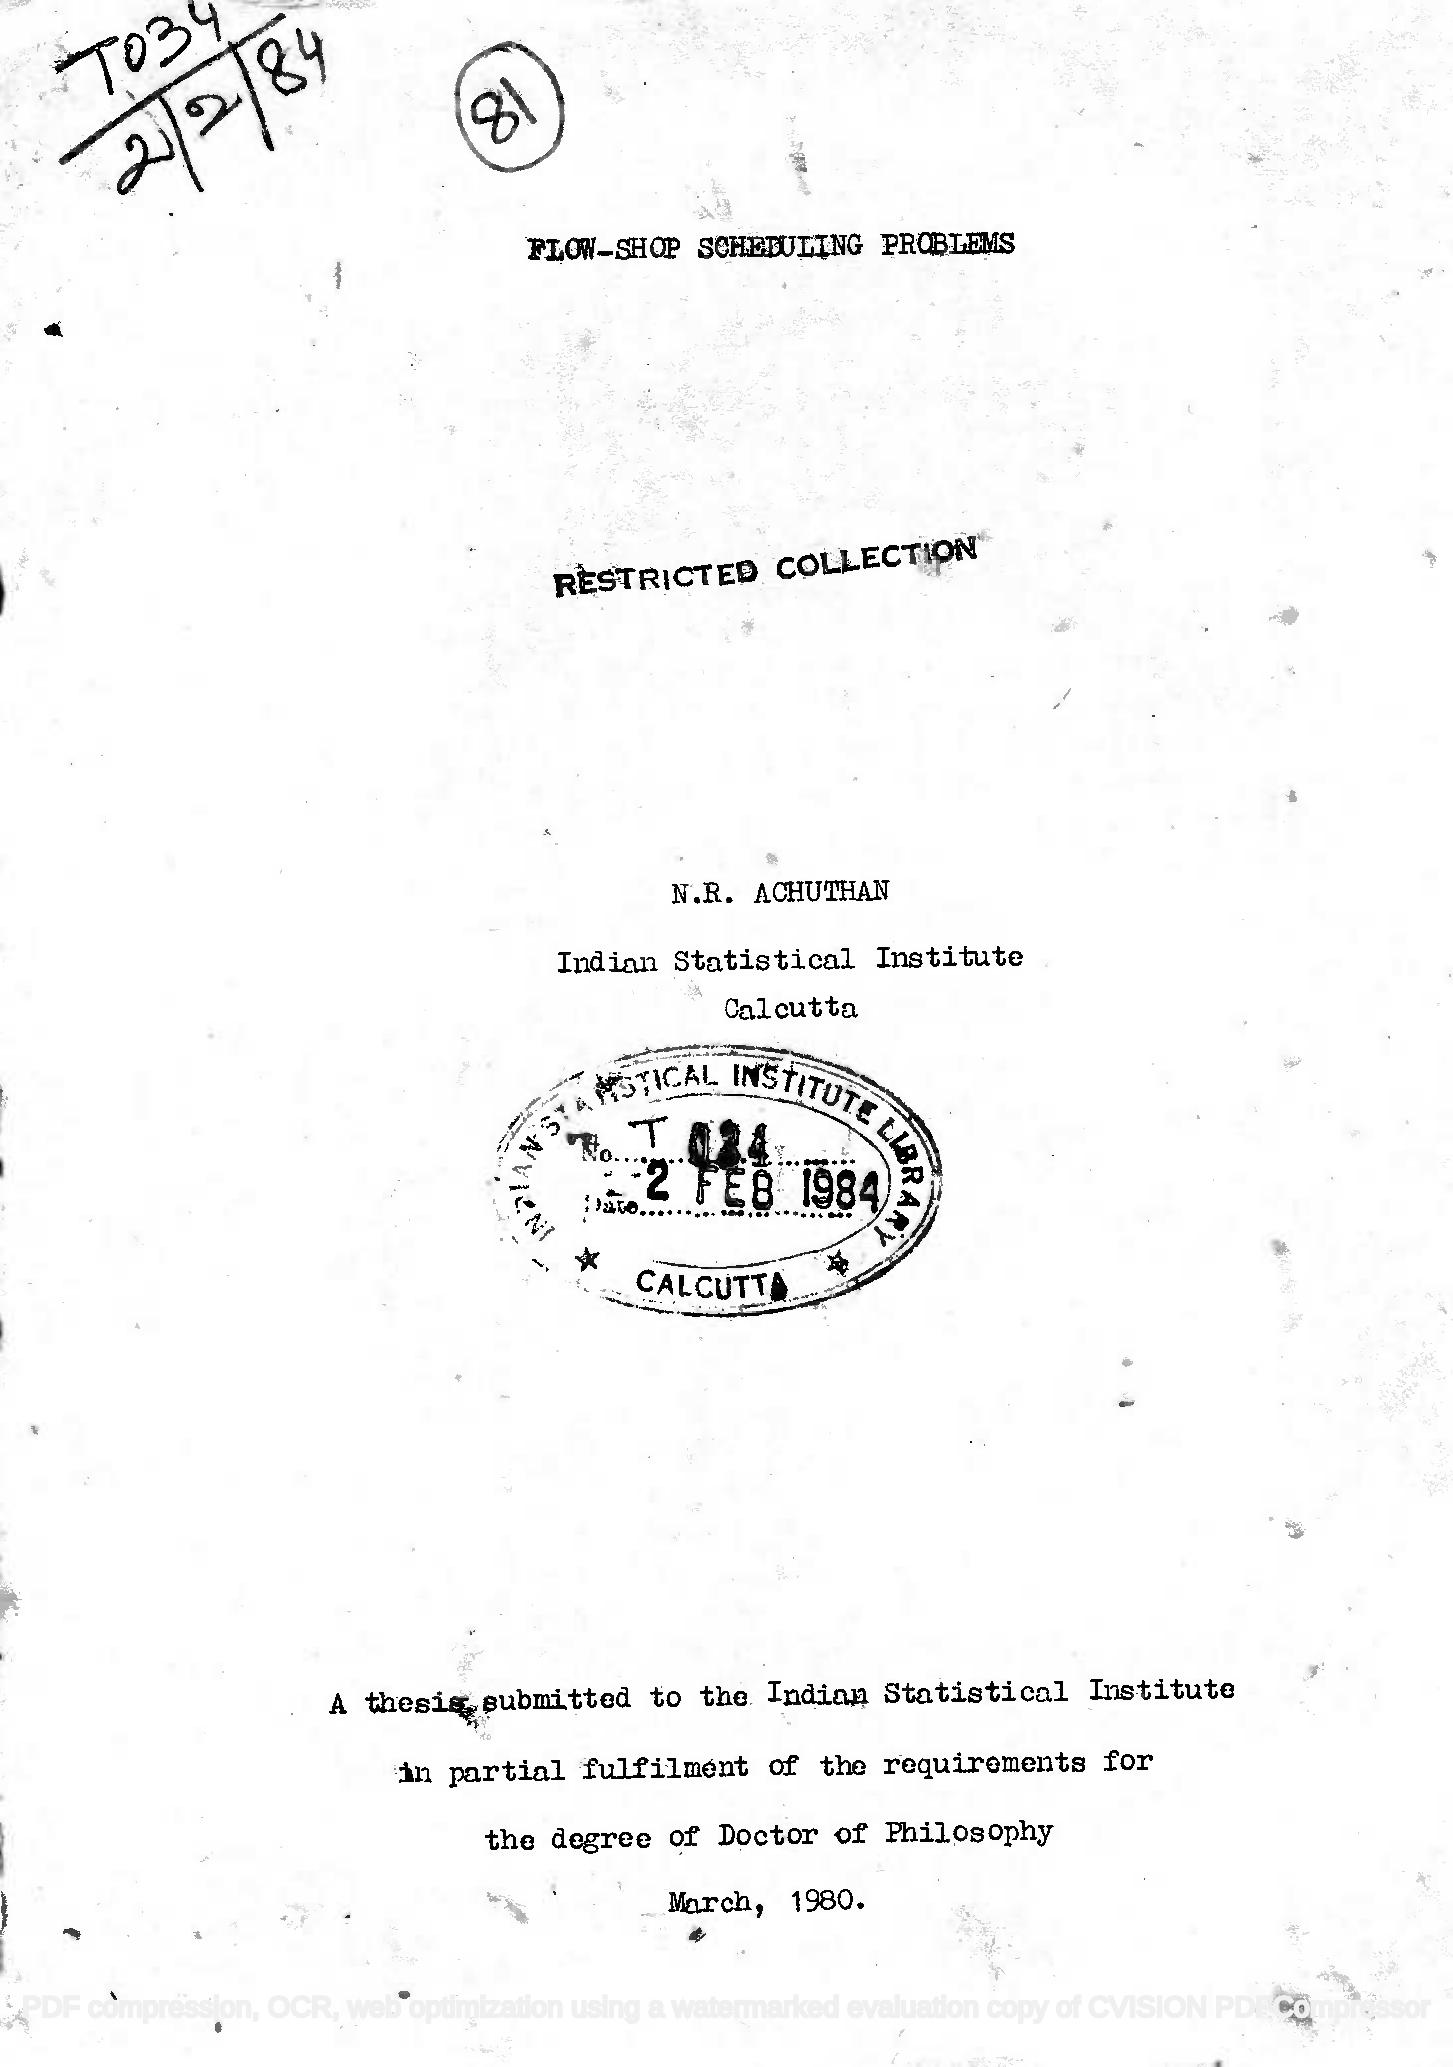 T034
2/2/84
81
FLOW-SHOP SCHEDULING PROBLEMS
RESTRICTED COLLECTION
N.R. ACHUTHAN
Indian Statistical Institute
Calcutta
INDIAN STATISTICAL INSTITUTE LIBRARY
No. T 034
Date 2 FEB 1984
★ CALCUTTA ★
A thesis submitted to the Indian Statistical Institute
in partial fulfilment of the requirements for
the degree of Doctor of Philosophy
March, 1980.
PDF compression, OCR, web optimization using a watermarked evaluation copy of CVISION PDFCompressor